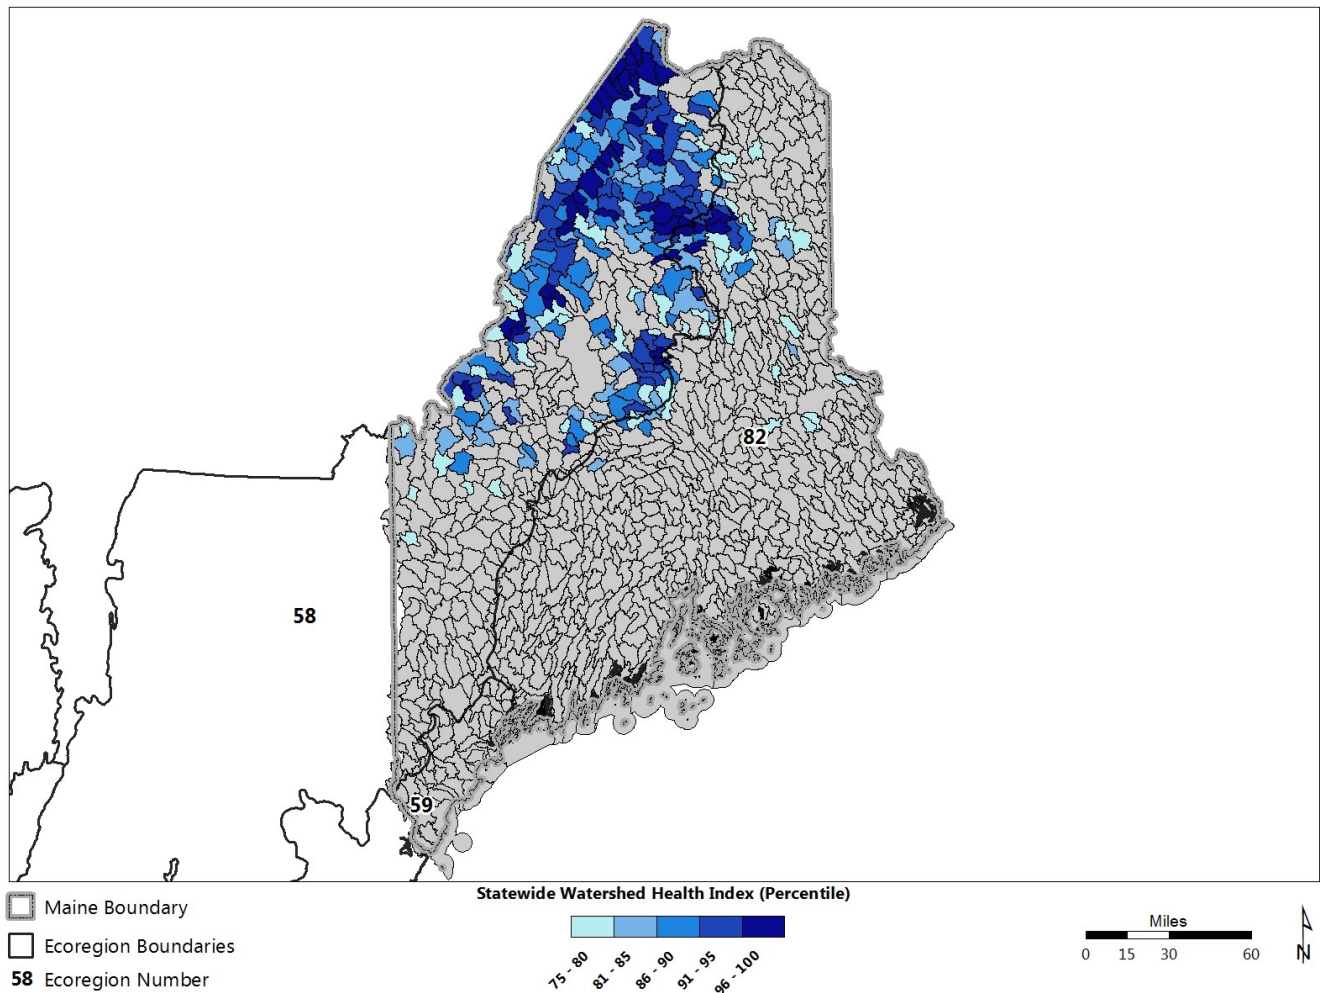 82
58
59
Statewide Watershed Health Index (Percentile)
Maine Boundary
Ecoregion Boundaries
58 Ecoregion Number
75 - 80
81 - 85
86 - 90
91 - 95
96 - 100
Miles
0 15 30 60
N